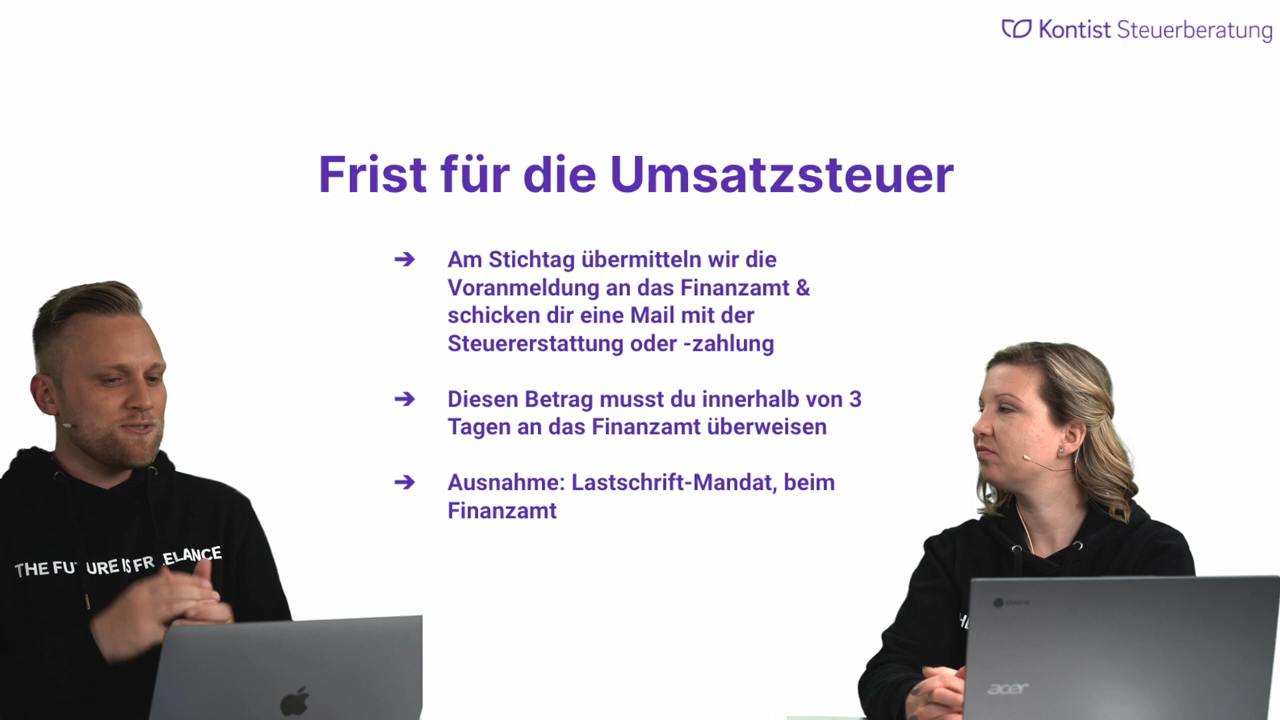 Kontist Steuerberatung
Frist für die Umsatzsteuer
➔ Am Stichtag übermitteln wir die
Voranmeldung an das Finanzamt &
schicken dir eine Mail mit der
Steuererstattung oder -zahlung
➔ Diesen Betrag musst du innerhalb von 3
Tagen an das Finanzamt überweisen
➔ Ausnahme: Lastschrift-Mandat, beim
Finanzamt
THE FUTURE IS FREELANCE
acer